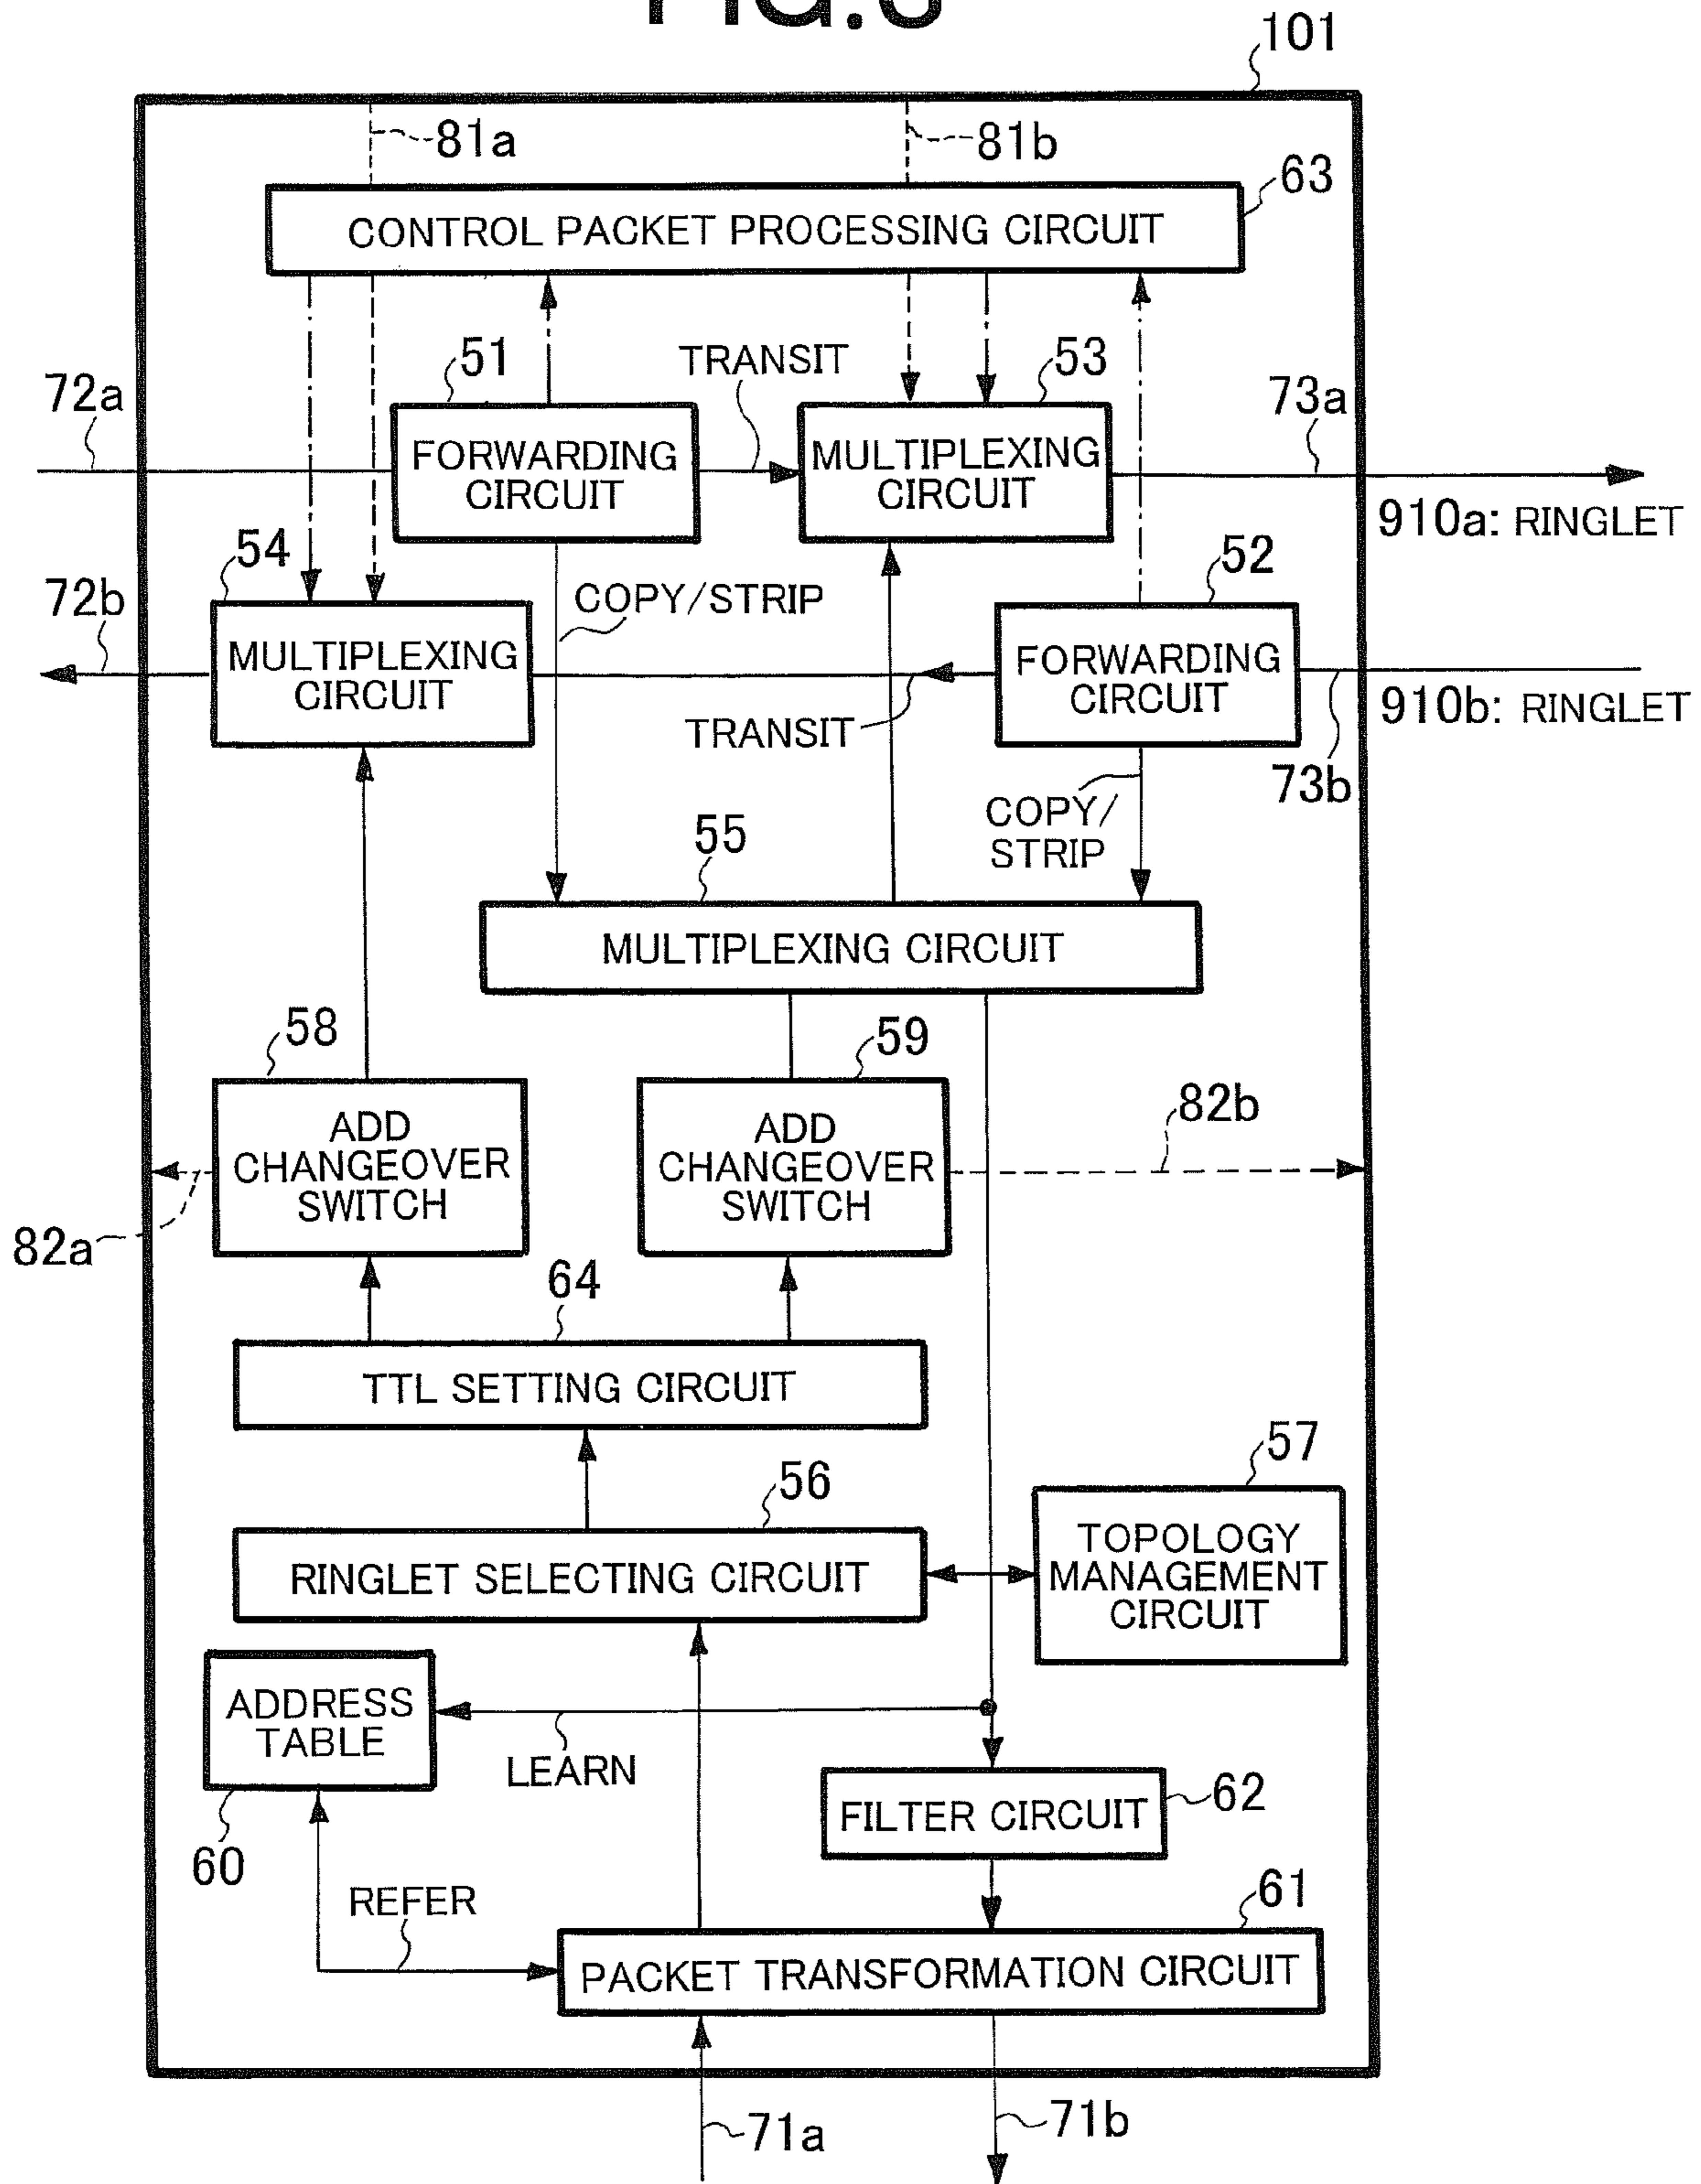 101
81a
81b
63
CONTROL PACKET PROCESSING CIRCUIT
51
TRANSIT
53
72a
73a
FORWARDING
CIRCUIT
MULTIPLEXING
CIRCUIT
910a: RINGLET
54
52
72b
COPY/STRIP
MULTIPLEXING
CIRCUIT
FORWARDING
CIRCUIT
910b: RINGLET
TRANSIT
73b
COPY/
STRIP
55
MULTIPLEXING CIRCUIT
58
59
ADD
CHANGEOVER
SWITCH
ADD
CHANGEOVER
SWITCH
82b
82a
64
TTL SETTING CIRCUIT
57
56
RINGLET SELECTING CIRCUIT
TOPOLOGY
MANAGEMENT
CIRCUIT
ADDRESS
TABLE
LEARN
62
FILTER CIRCUIT
60
REFER
61
PACKET TRANSFORMATION CIRCUIT
71a
71b